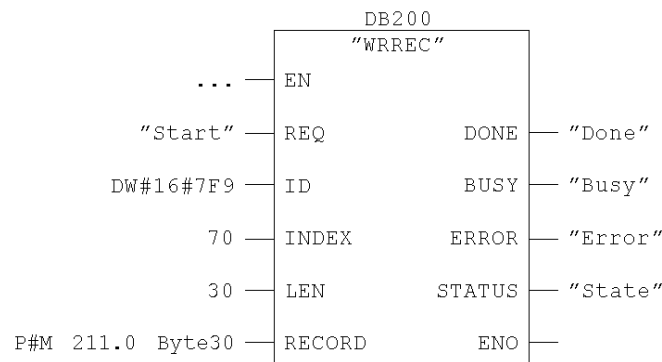 DB200
"WRREC"
... EN
"Start" REQ DONE "Done"
DW#16#7F9 ID BUSY "Busy"
70 INDEX ERROR "Error"
30 LEN STATUS "State"
P#M 211.0 Byte30 RECORD ENO